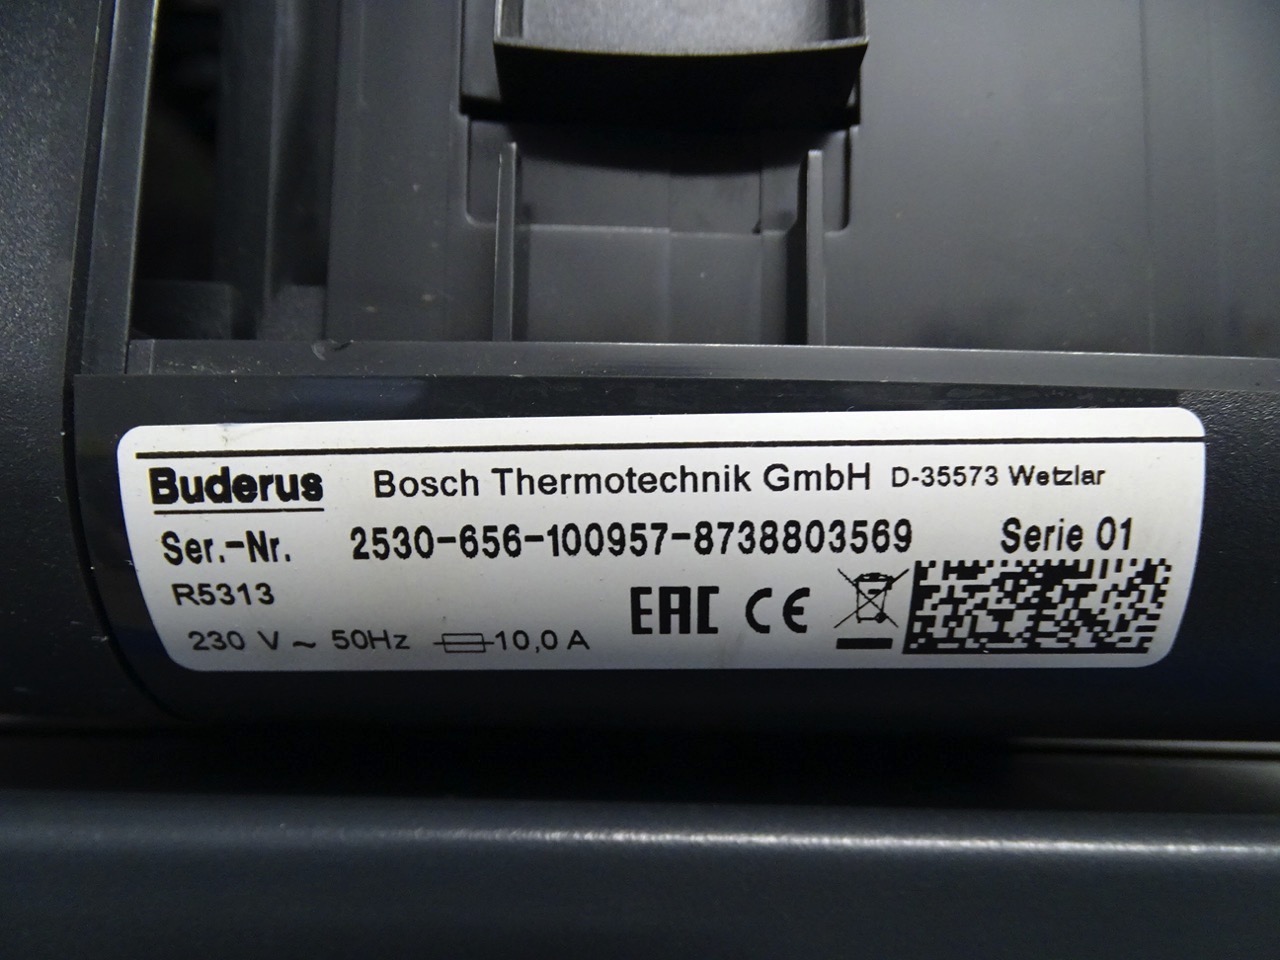 Buderus Bosch Thermotechnik GmbH D-35573 Wetzlar
Ser.-Nr. 2530-656-100957-8738803569 Serie 01
R5313
EAC CE
230 V ~ 50Hz 10,0 A